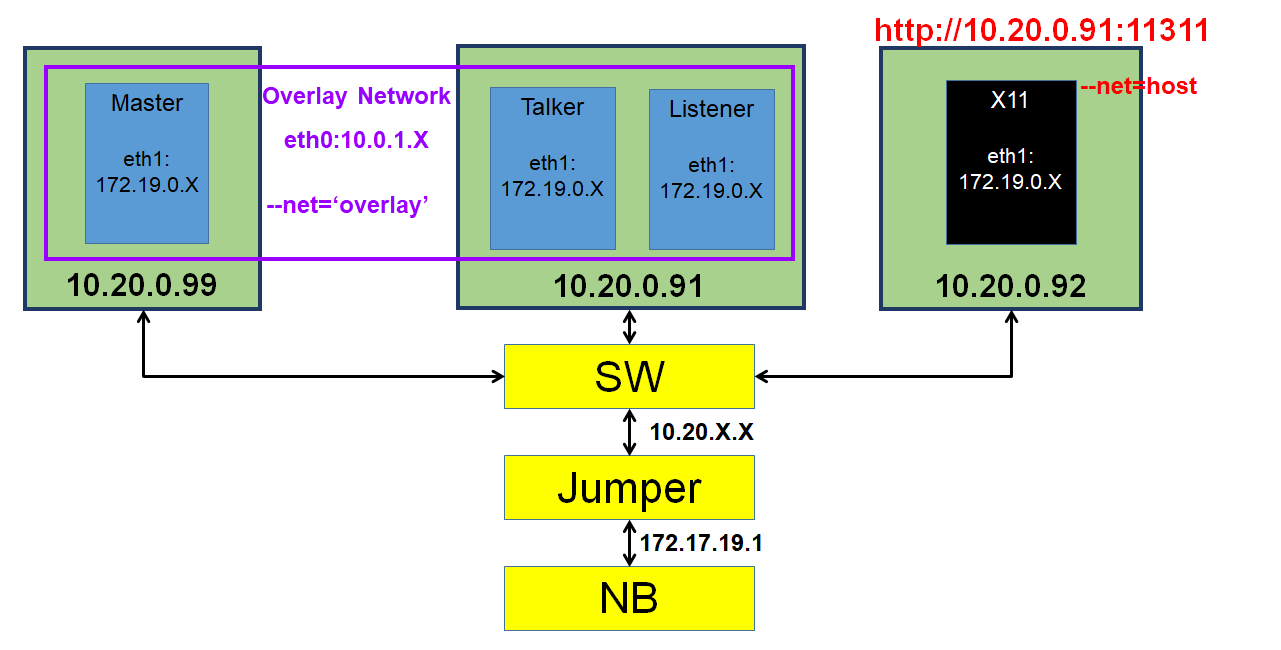 http://10.20.0.91:11311
Master
eth1:
172.19.0.X
10.20.0.99
Overlay Network
eth0:10.0.1.X
--net=‘overlay’
Talker
eth1:
172.19.0.X
Listener
eth1:
172.19.0.X
10.20.0.91
X11
eth1:
172.19.0.X
--net=host
10.20.0.92
SW
10.20.X.X
Jumper
172.17.19.1
NB